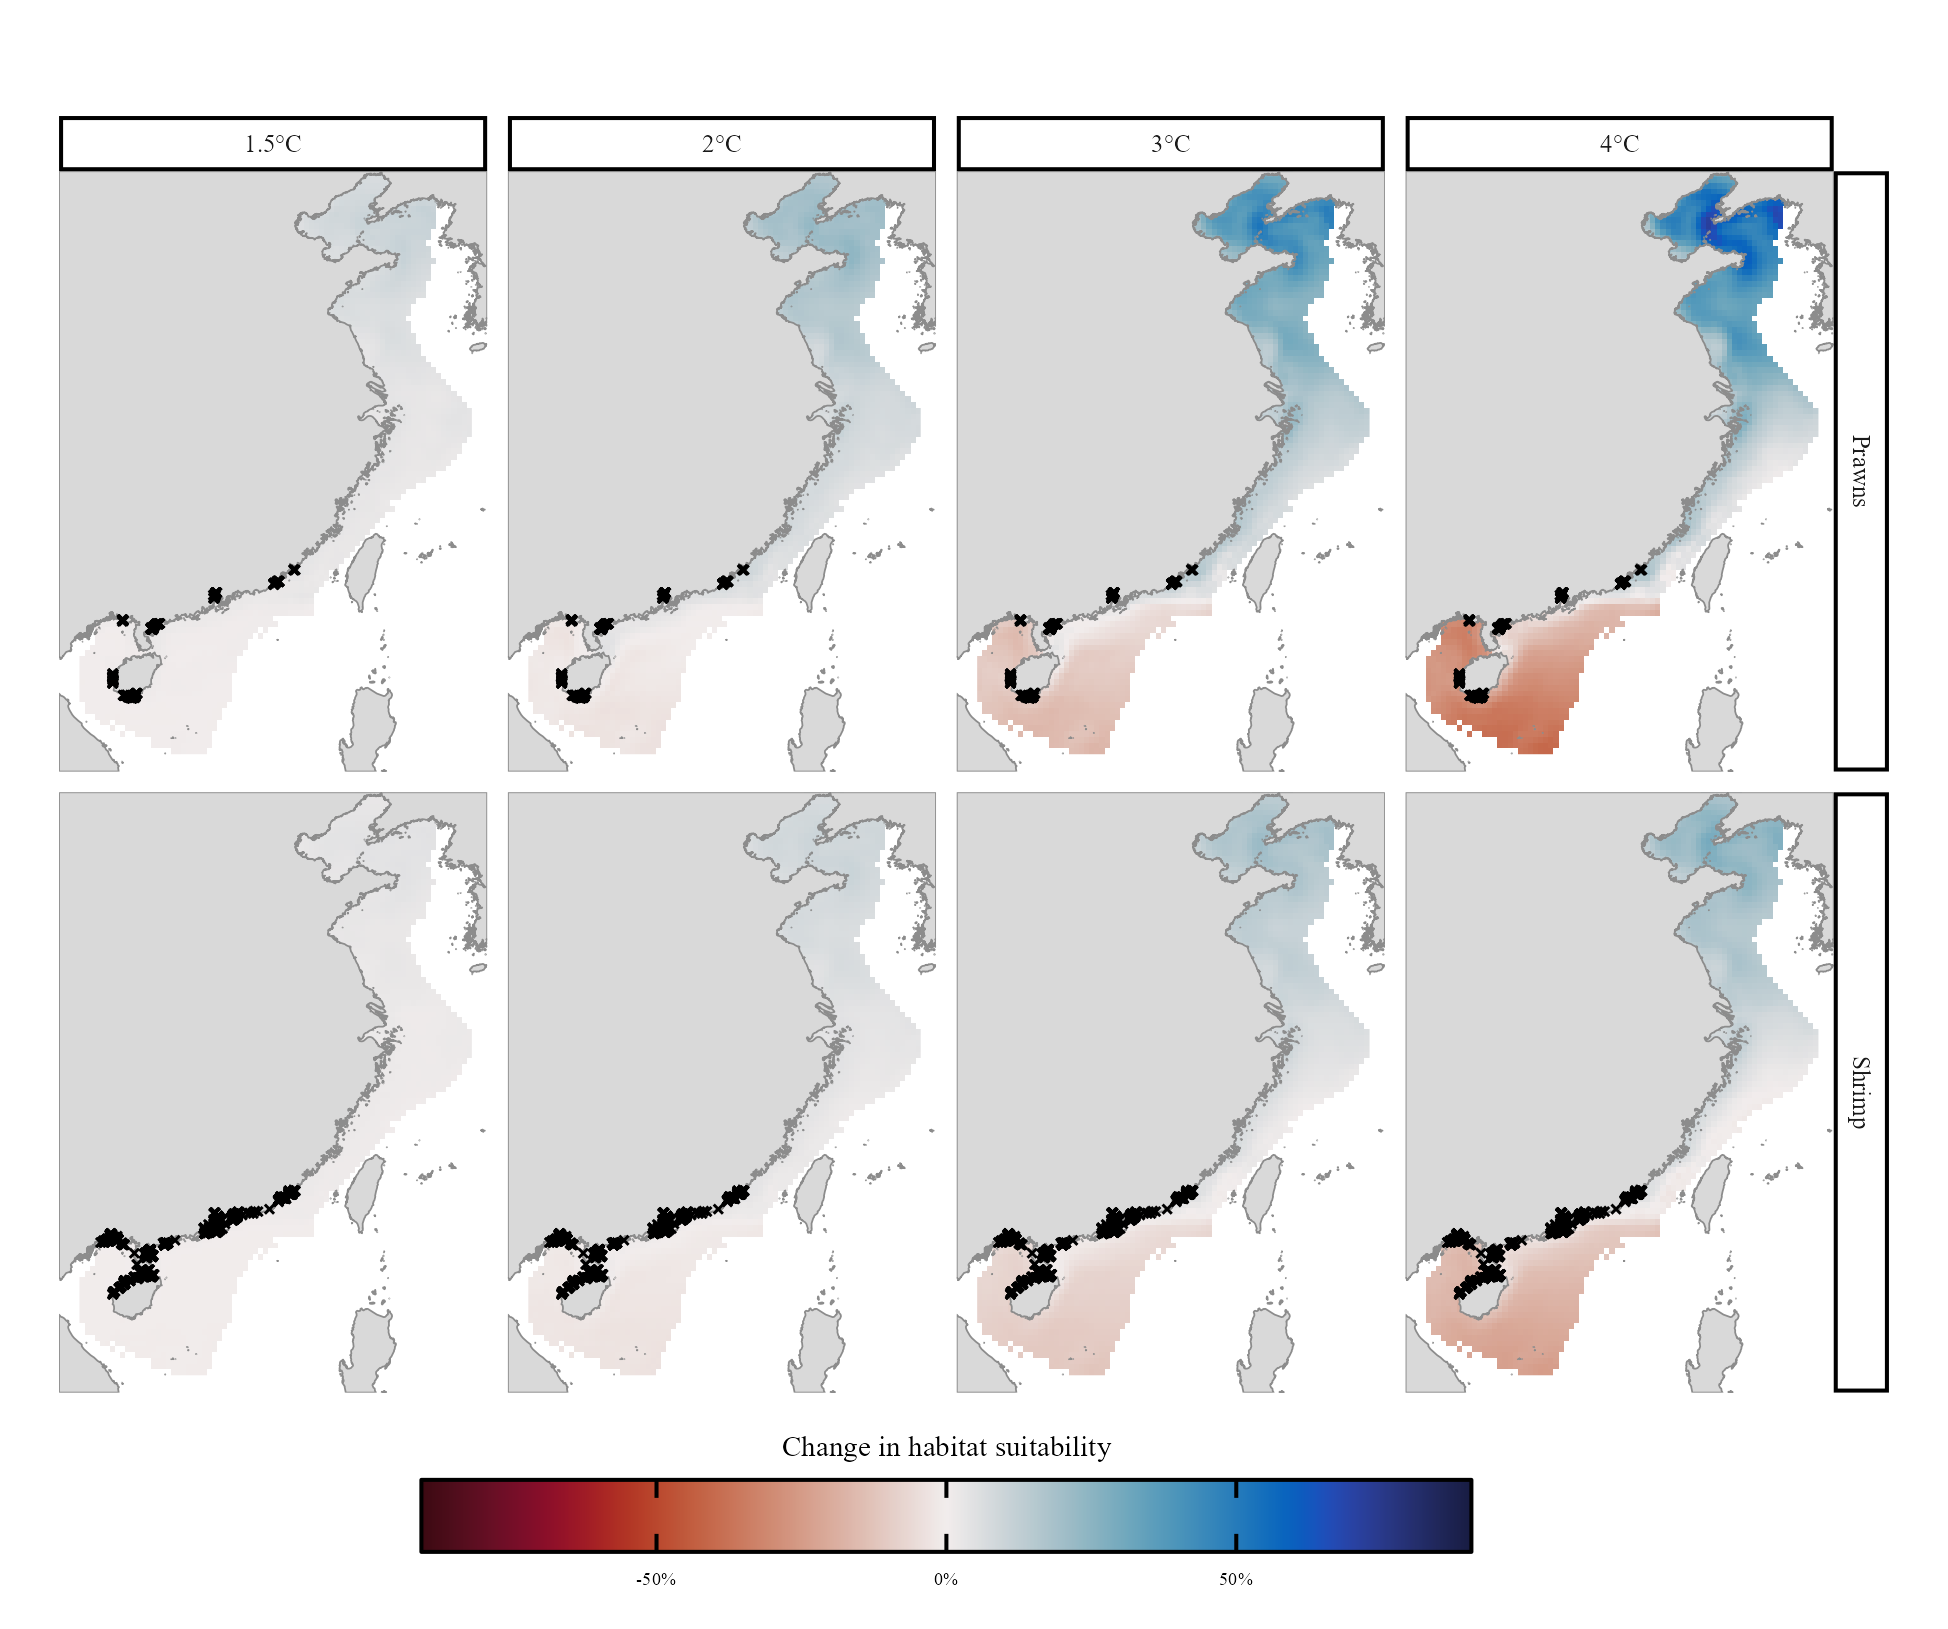 1.5°C
2°C
3°C
4°C
Prawns
Shrimp
Change in habitat suitability
-50%
0%
50%